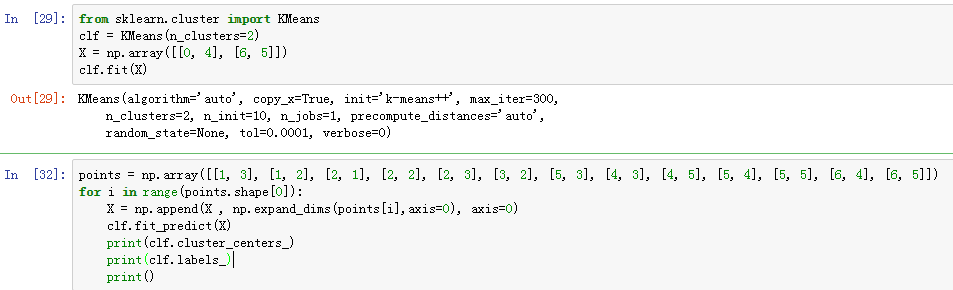 In [29]: from sklearn.cluster import KMeans
clf = KMeans(n_clusters=2)
X = np.array([[0, 4], [6, 5]])
clf.fit(X)
Out[29]: KMeans(algorithm='auto', copy_x=True, init='k-means++', max_iter=300,
n_clusters=2, n_init=10, n_jobs=1, precompute_distances='auto',
random_state=None, tol=0.0001, verbose=0)
In [32]: points = np.array([[1, 3], [1, 2], [2, 1], [2, 2], [2, 3], [3, 2], [5, 3], [4, 3], [4, 5], [5, 4], [5, 5], [6, 4], [6, 5]])
for i in range(points.shape[0]):
X = np.append(X , np.expand_dims(points[i],axis=0), axis=0)
clf.fit_predict(X)
print(clf.cluster_centers_)
print(clf.labels_)
print()